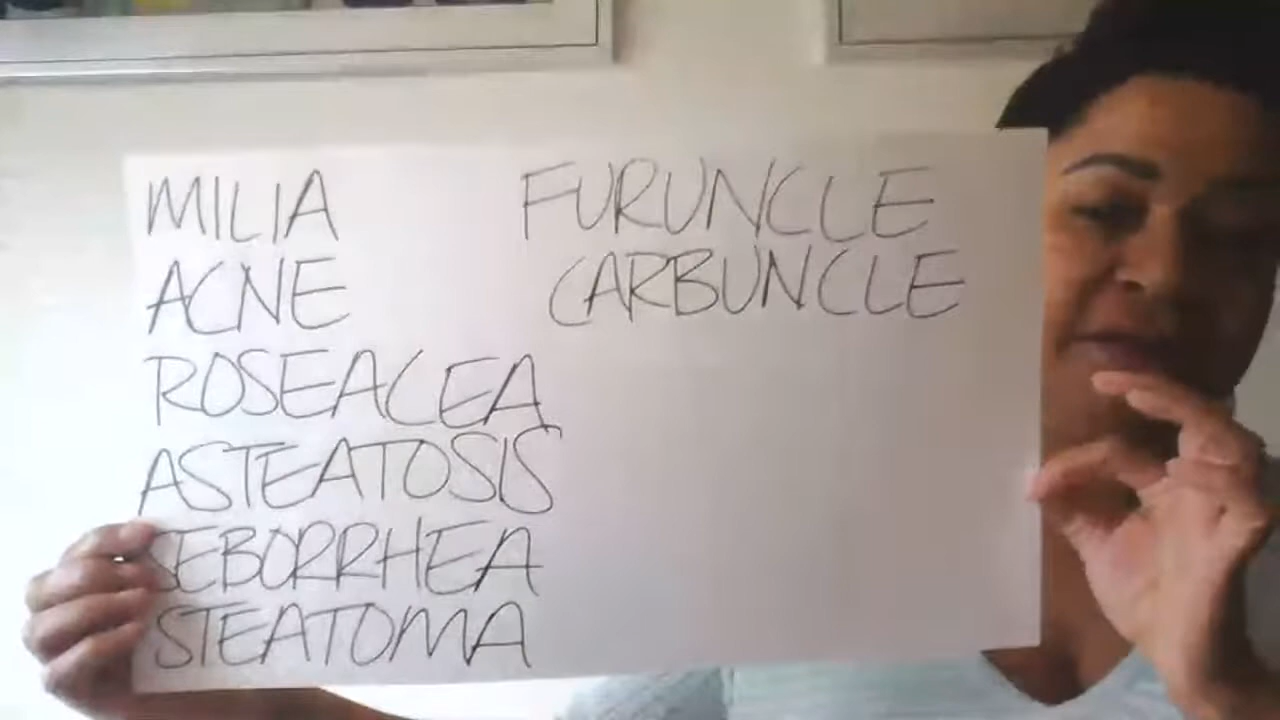 MILIA
ACNE
ROSEACEA
ASTEATOSIS
SEBORRHEA
STEATOMA
FURUNCLE
CARBUNCLE